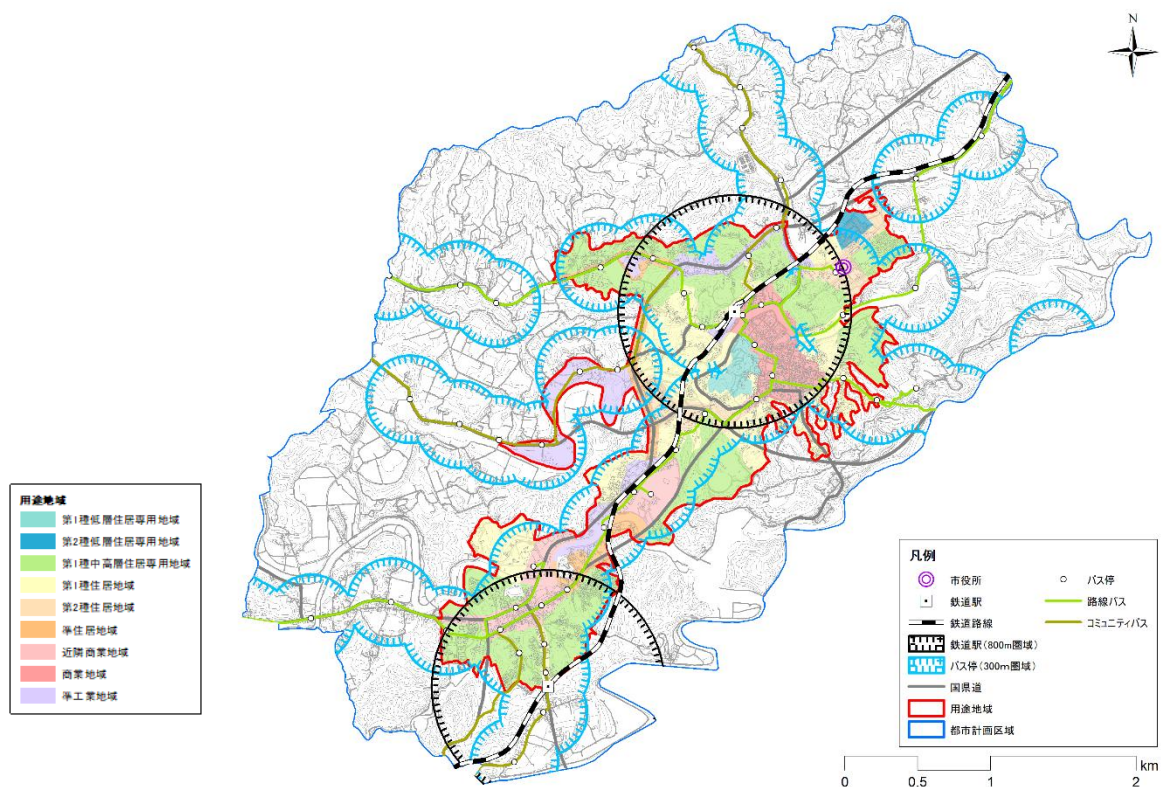 N
用途地域
第1種低層住居専用地域
第2種低層住居専用地域
第1種中高層住居専用地域
第1種住居地域
第2種住居地域
準住居地域
近隣商業地域
商業地域
準工業地域
凡例
市役所
バス停
鉄道駅
路線バス
鉄道路線
コミュニティバス
鉄道駅(800m圏域)
バス停(300m圏域)
国県道
用途地域
都市計画区域
km
0 0.5 1 2